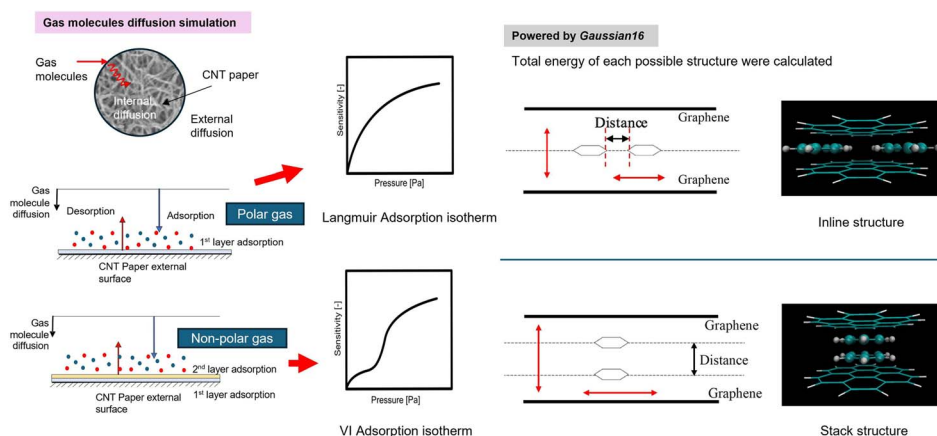 Gas molecules diffusion simulation
Gas
molecules
CNT paper
Internal
diffusion
External
diffusion
Gas
molecule
diffusion
Desorption
Adsorption
Polar gas
1st layer adsorption
CNT Paper external
surface
Sensitivity [-]
Pressure [Pa]
Langmuir Adsorption isotherm
Gas
molecule
diffusion
Non-polar gas
2nd layer adsorption
1st layer adsorption
CNT Paper external
surface
Sensitivity [-]
Pressure [Pa]
VI Adsorption isotherm
Powered by Gaussian16
Total energy of each possible structure were calculated
Graphene
Distance
Graphene
Inline structure
Graphene
Distance
Graphene
Stack structure